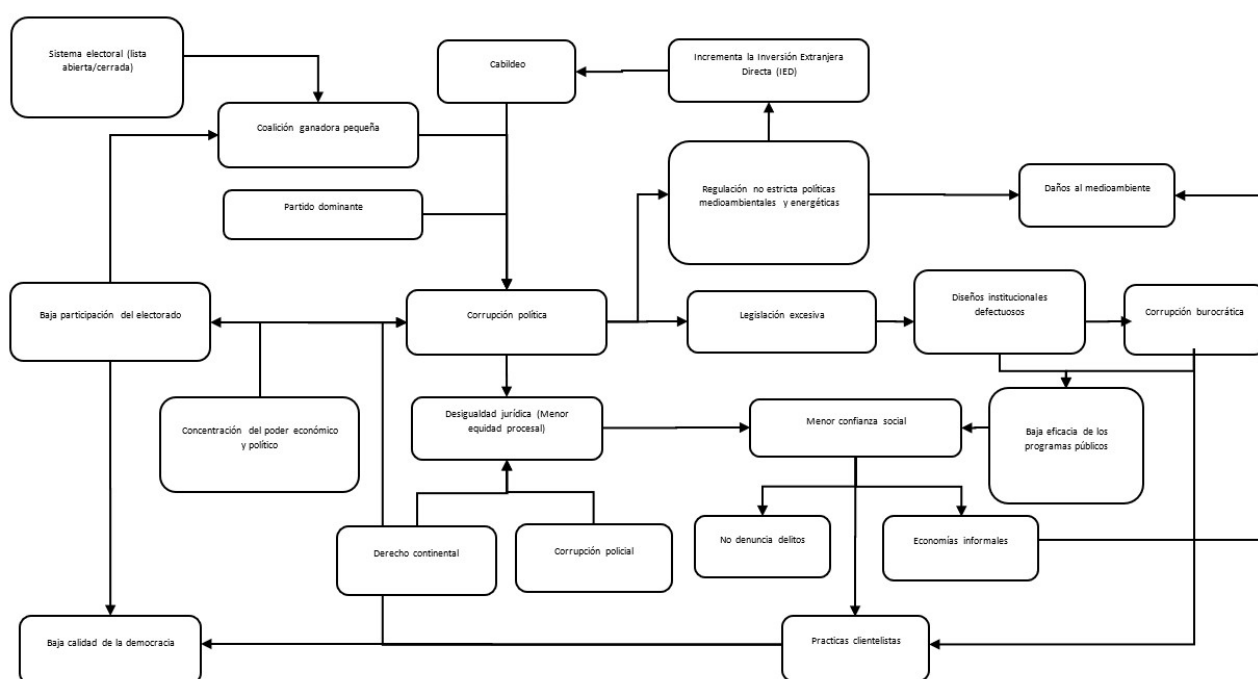 Sistema electoral (lista
abierta/cerrada)
Cabildeo
Incrementa la Inversión Extranjera
Directa (IED)
Coalición ganadora pequeña
Regulación no estricta políticas
medioambientales y energéticas
Daños al medioambiente
Partido dominante
Baja participación del electorado
Corrupción política
Legislación excesiva
Diseños institucionales
defectuosos
Corrupción burocrática
Concentración del poder económico
y político
Desigualdad jurídica (Menor
equidad procesal)
Menor confianza social
Baja eficacia de los
programas públicos
Derecho continental
Corrupción policial
No denuncia delitos
Economías informales
Baja calidad de la democracia
Practicas clientelistas